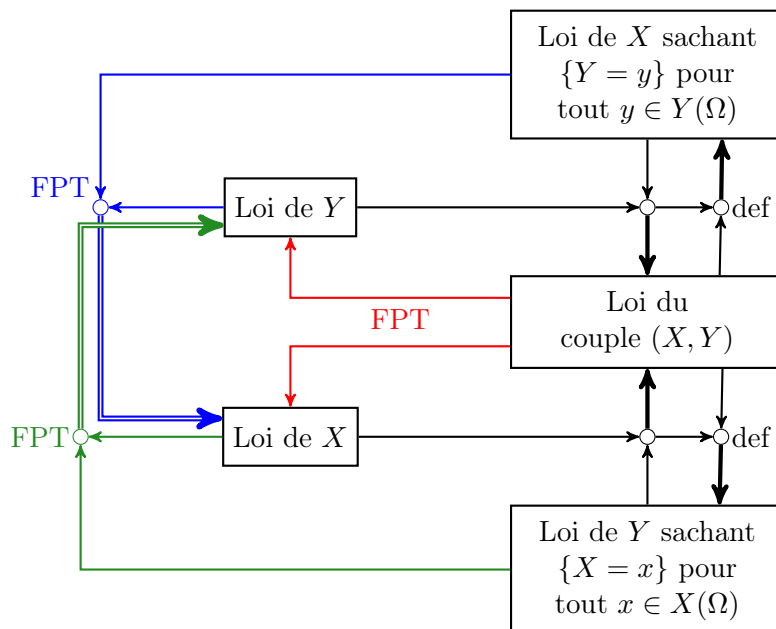 Loi de X sachant
{Y = y} pour
tout y ∈ Y(Ω)
FPT
Loi de Y
def
Loi du
couple (X, Y)
FPT
FPT
Loi de X
def
Loi de Y sachant
{X = x} pour
tout x ∈ X(Ω)